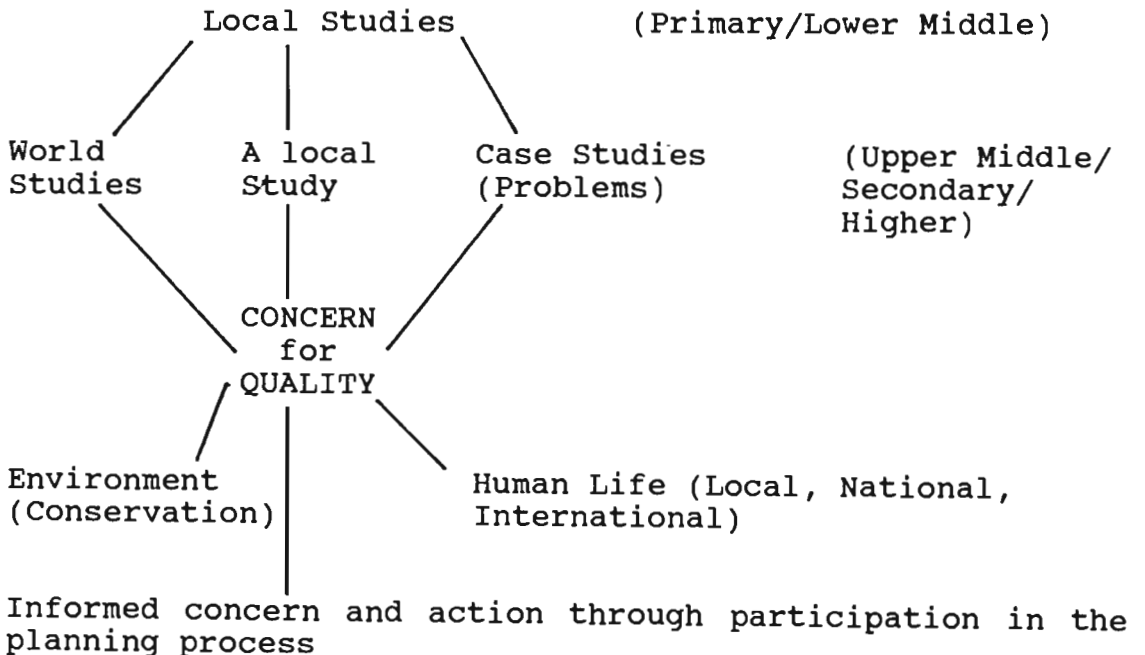 Local Studies (Primary/Lower Middle)
World A local Case Studies (Upper Middle/
Studies Study (Problems) Secondary/
Higher)
CONCERN
for
QUALITY
Environment Human Life (Local, National,
(Conservation) International)
Informed concern and action through participation in the
planning process